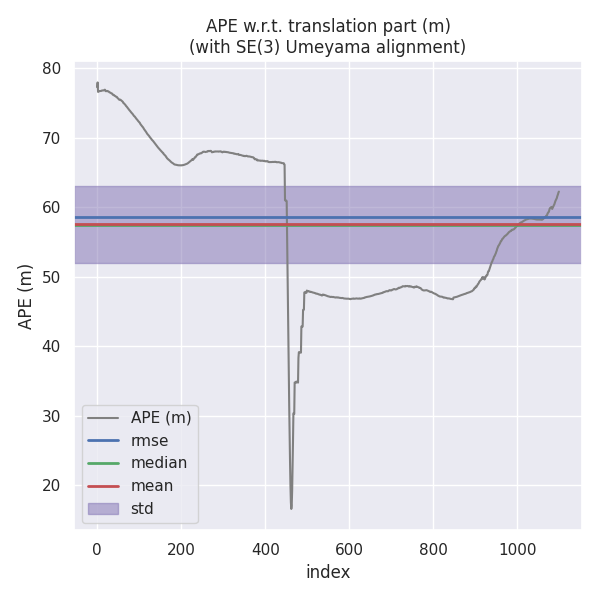 APE w.r.t. translation part (m)
(with SE(3) Umeyama alignment)
80
70
60
50
40
30
20
APE (m)
APE (m)
rmse
median
mean
std
0 200 400 600 800 1000
index